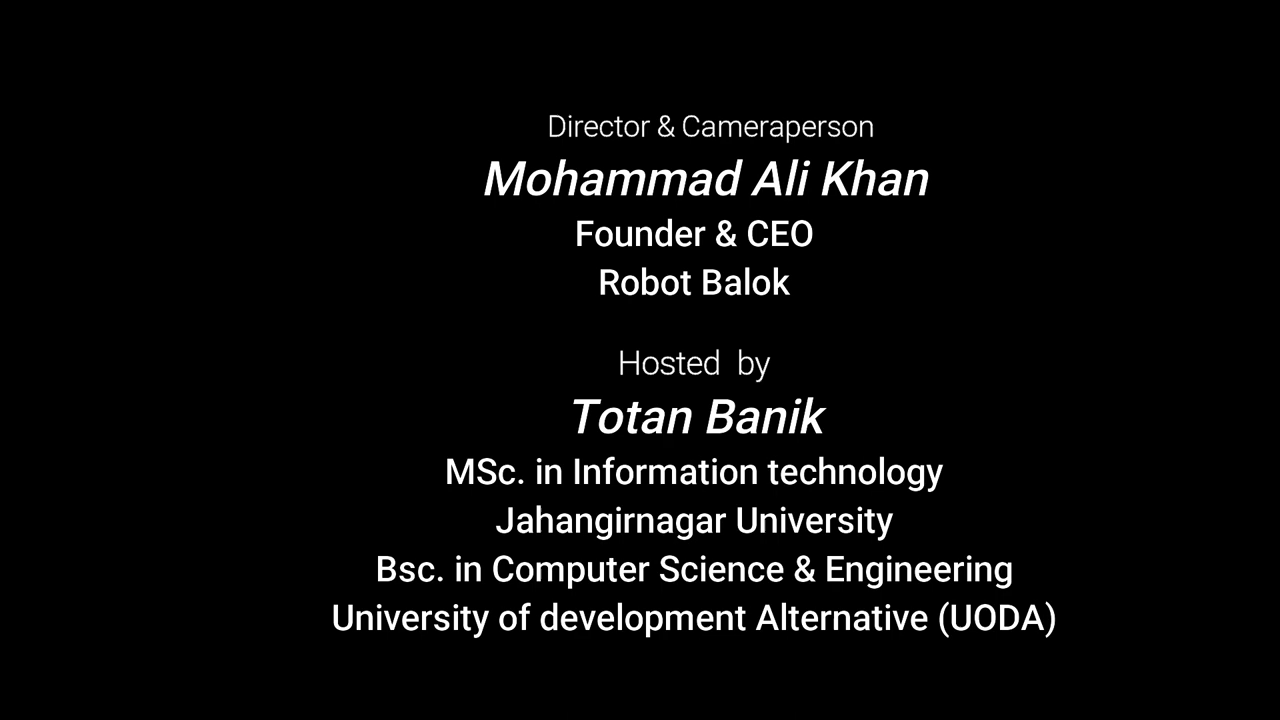 Director & Cameraperson
Mohammad Ali Khan
Founder & CEO
Robot Balok
Hosted by
Totan Banik
MSc. in Information technology
Jahangirnagar University
Bsc. in Computer Science & Engineering
University of development Alternative (UODA)